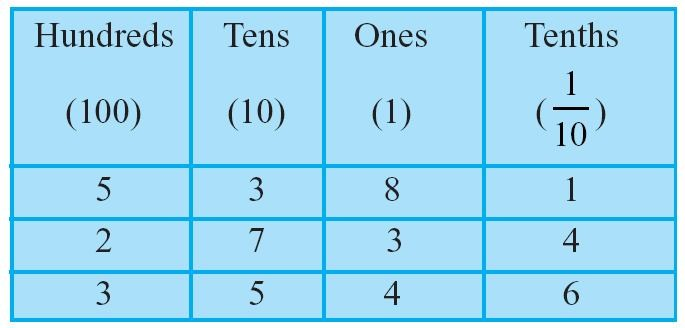 Hundreds Tens Ones Tenths
(100) (10) (1) (1/10)
5 3 8 1
2 7 3 4
3 5 4 6